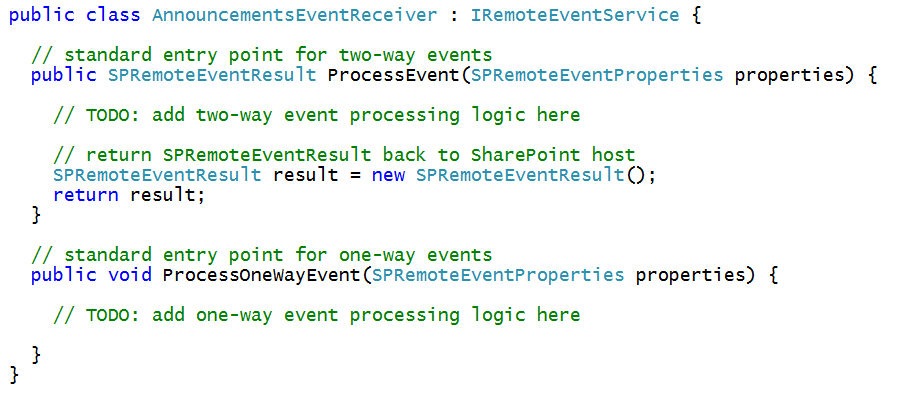 public class AnnouncementsEventReceiver : IRemoteEventService {
// standard entry point for two-way events
public SPRemoteEventResult ProcessEvent(SPRemoteEventProperties properties) {
// TODO: add two-way event processing logic here
// return SPRemoteEventResult back to SharePoint host
SPRemoteEventResult result = new SPRemoteEventResult();
return result;
}
// standard entry point for one-way events
public void ProcessOneWayEvent(SPRemoteEventProperties properties) {
// TODO: add one-way event processing logic here
}
}